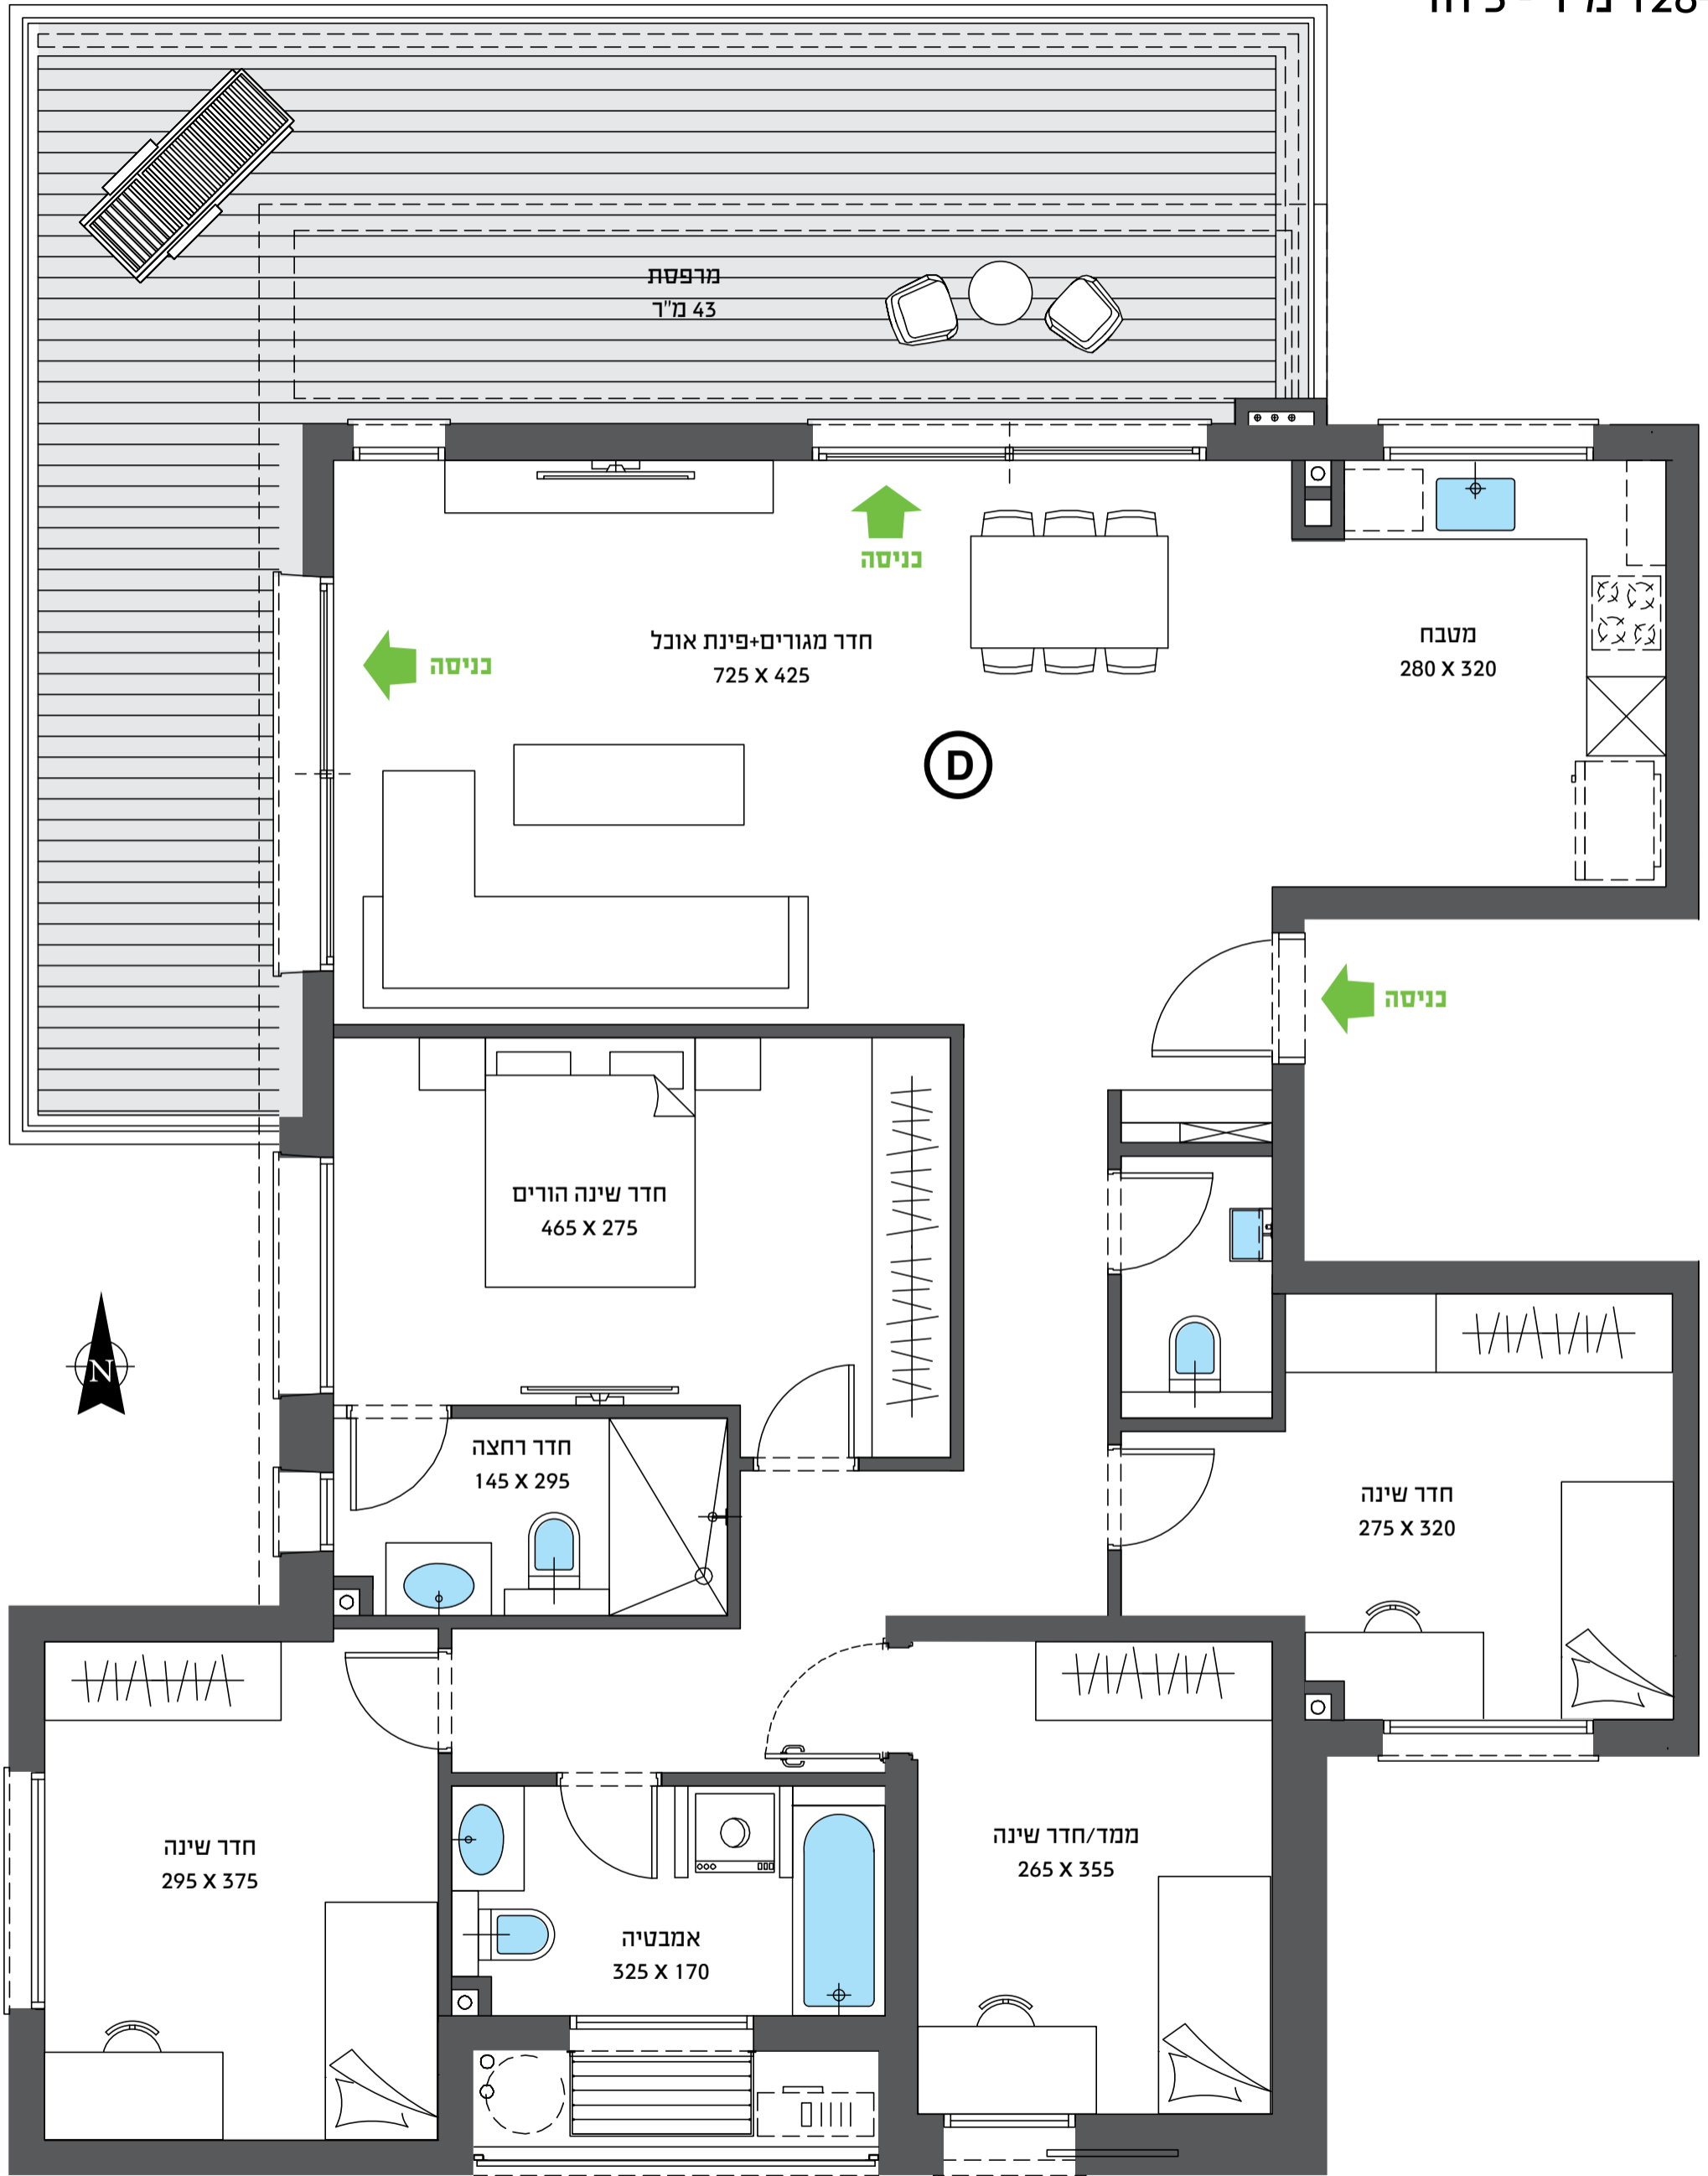 מרפסת
43 מ"ר
כניסה
חדר מגורים+פינת אוכל
725 X 425
כניסה
מטבח
280 X 320
D
כניסה
חדר שינה הורים
465 X 275
N
חדר רחצה
145 X 295
חדר שינה
275 X 320
ממד/חדר שינה
265 X 355
חדר שינה
295 X 375
אמבטיה
325 X 170